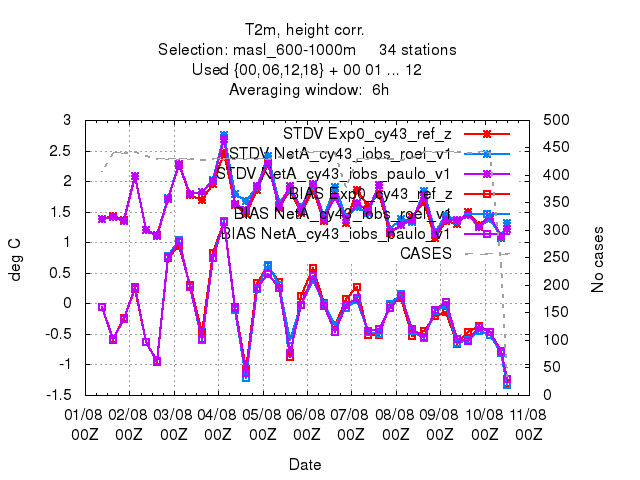 T2m, height corr.
Selection: masl_600-1000m 34 stations
Used {00,06,12,18} + 00 01 ... 12
Averaging window: 6h
STDV Exp0_cy43_ref_z
STDV NetA_cy43_iobs_roel_v1
STDV NetA_cy43_iobs_paulo_v1
BIAS Exp0_cy43_ref_z
BIAS NetA_cy43_iobs_roel_v1
BIAS NetA_cy43_iobs_paulo_v1
CASES
deg C
3
2.5
2
1.5
1
0.5
0
-0.5
-1
-1.5
No cases
500
450
400
350
300
250
200
150
100
50
0
01/08 02/08 03/08 04/08 05/08 06/08 07/08 08/08 09/08 10/08 11/08
00Z 00Z 00Z 00Z 00Z 00Z 00Z 00Z 00Z 00Z 00Z
Date